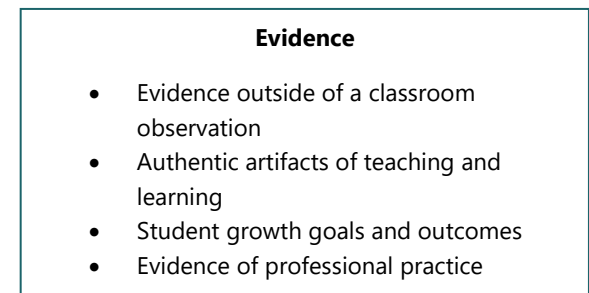 Evidence
• Evidence outside of a classroom
observation
• Authentic artifacts of teaching and
learning
• Student growth goals and outcomes
• Evidence of professional practice